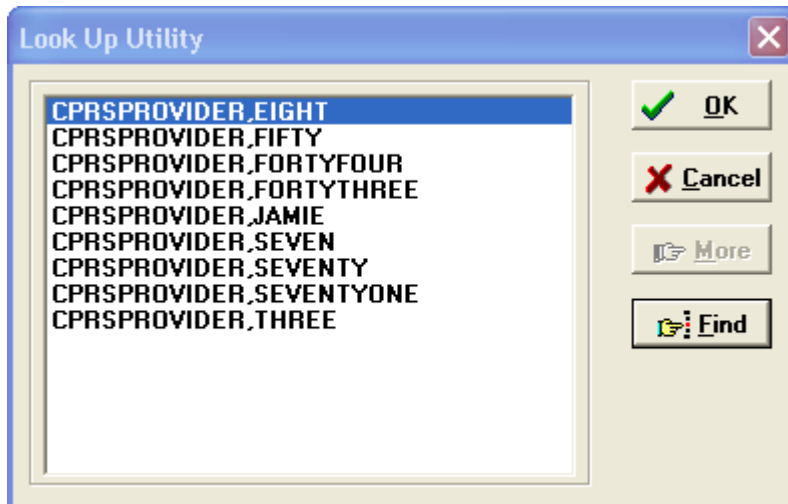 Look Up Utility
CPRSPROVIDER,EIGHT
CPRSPROVIDER,FIFTY
CPRSPROVIDER,FORTYFOUR
CPRSPROVIDER,FORTYTHREE
CPRSPROVIDER,JAMIE
CPRSPROVIDER,SEVEN
CPRSPROVIDER,SEVENTY
CPRSPROVIDER,SEVENTYONE
CPRSPROVIDER,THREE
OK
Cancel
More
Find